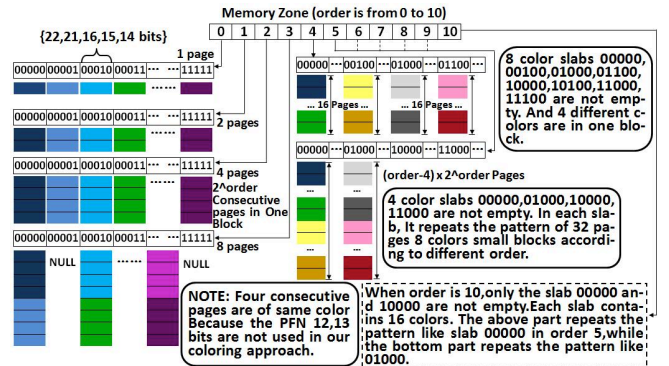 Memory Zone (order is from 0 to 10)
0 1 2 3 4 5 6 7 8 9 10
{22,21,16,15,14 bits}
1 page
00000 00001 00010 00011 ... ... 11111
......
00000 00001 00010 00011 ... ... 11111
2 pages
00000 00001 00010 00011 ... ... 11111
4 pages
2^order
Consecutive
pages in One
Block
00000 00001 00010 00011 ... ... 11111
8 pages
NULL
......
NULL
NOTE: Four consecutive
pages are of same color
Because the PFN 12,13
bits are not used in our
coloring approach.
00000 ... 00100 ... 01000 ... 01100 ...
... 16 Pages ... ... 16 Pages ...
00000 ... 01000 ... 10000 ... 11000 ...
(order-4) x 2^order Pages
...
...
...
...
8 color slabs 00000,
00100,01000,01100,
10000,10100,11000,
11100 are not emp-
ty. And 4 different c-
olors are in one blo-
ck.
4 color slabs 00000,01000,10000,
11000 are not empty. In each sla-
b, It repeats the pattern of 32 pa-
ges 8 colors small blocks accordi-
ng to different order.
When order is 10,only the slab 00000 an-
d 10000 are not empty.Each slab conta-
ins 16 colors. The above part repeats the
pattern like slab 00000 in order 5,while
the bottom part repeats the pattern like
01000.